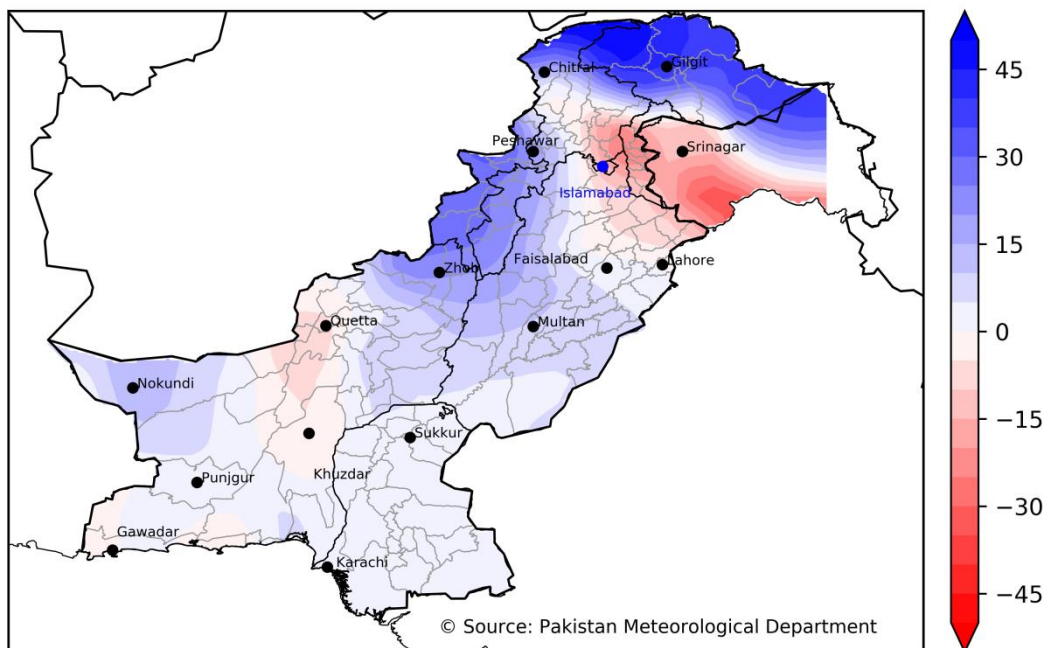 Chitral
Gilgit
Peshawar
Srinagar
Islamabad
Zhob
Faisalabad
Lahore
Quetta
Multan
Nokundi
Sukkur
Khuzdar
Punjgur
Gawadar
Karachi
© Source: Pakistan Meteorological Department
45
30
15
0
−15
−30
−45